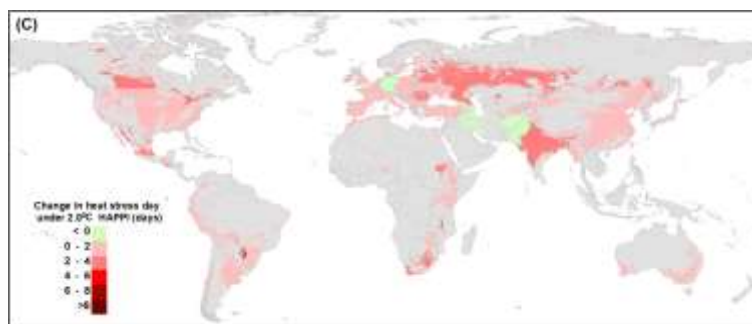 (C)
Change in heat stress day
under 2.0⁰C HAPPI (days)
< 0
0 - 2
2 - 4
4 - 6
6 - 8
>8